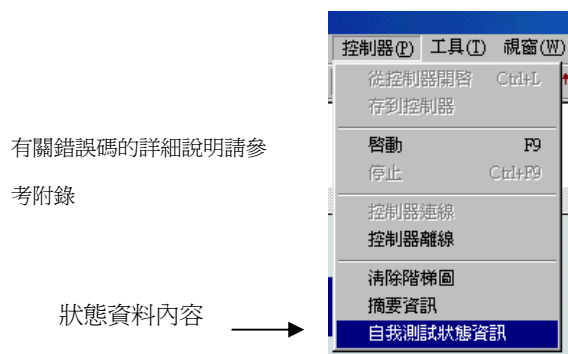 控制器(P) 工具(T) 視窗(W)
從控制器開啓 Ctrl+L
存到控制器
有關錯誤碼的詳細說明請參
考附錄
啓動 F9
停止 Ctrl+F9
控制器連線
控制器離線
清除階梯圖
摘要資訊
狀態資料內容
自我測試狀態資訊